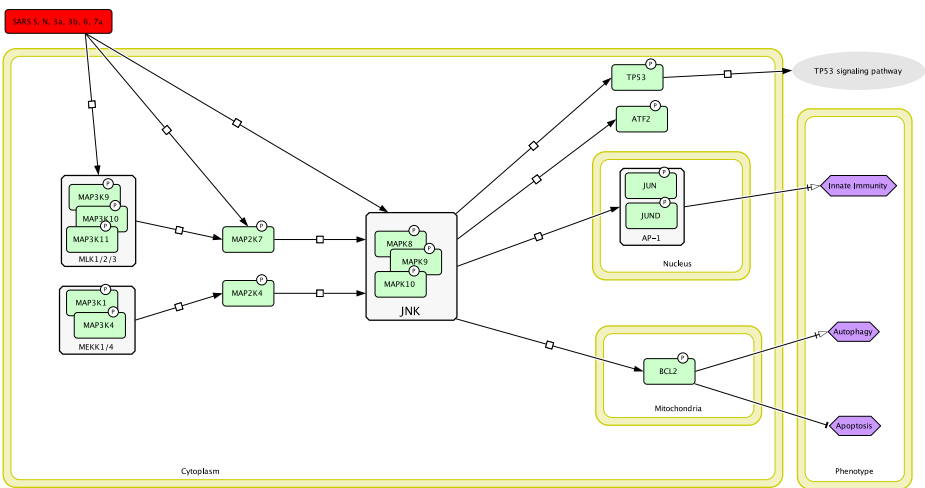 SARS S, N, 3a, 3b, 6, 7a
P
TP53
TP53 signaling pathway
P
ATF2
P
MAP3K9
P
MAP3K10
P
MAP3K11
MLK1/2/3
P
MAP2K7
P
MAPK8
P
MAPK9
P
MAPK10
JNK
P
JUN
P
JUND
AP-1
Nucleus
Innate Immunity
P
MAP3K1
P
MAP3K4
MEKK1/4
P
MAP2K4
P
BCL2
Mitochondria
Autophagy
Apoptosis
Cytoplasm
Phenotype